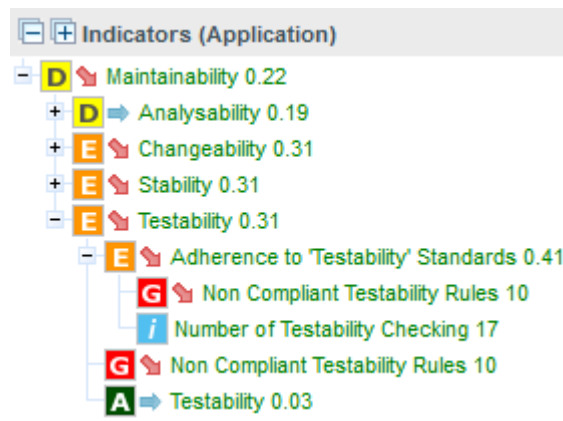 Indicators (Application)
D Maintainability 0.22
D Analysability 0.19
E Changeability 0.31
E Stability 0.31
E Testability 0.31
E Adherence to 'Testability' Standards 0.41
G Non Compliant Testability Rules 10
i Number of Testability Checking 17
G Non Compliant Testability Rules 10
A Testability 0.03